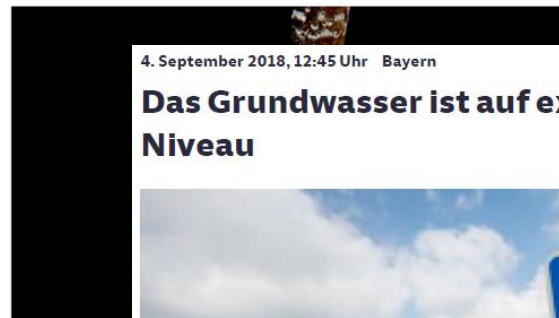 4. September 2018, 12:45 Uhr Bayern
Das Grundwasser ist auf
Niveau